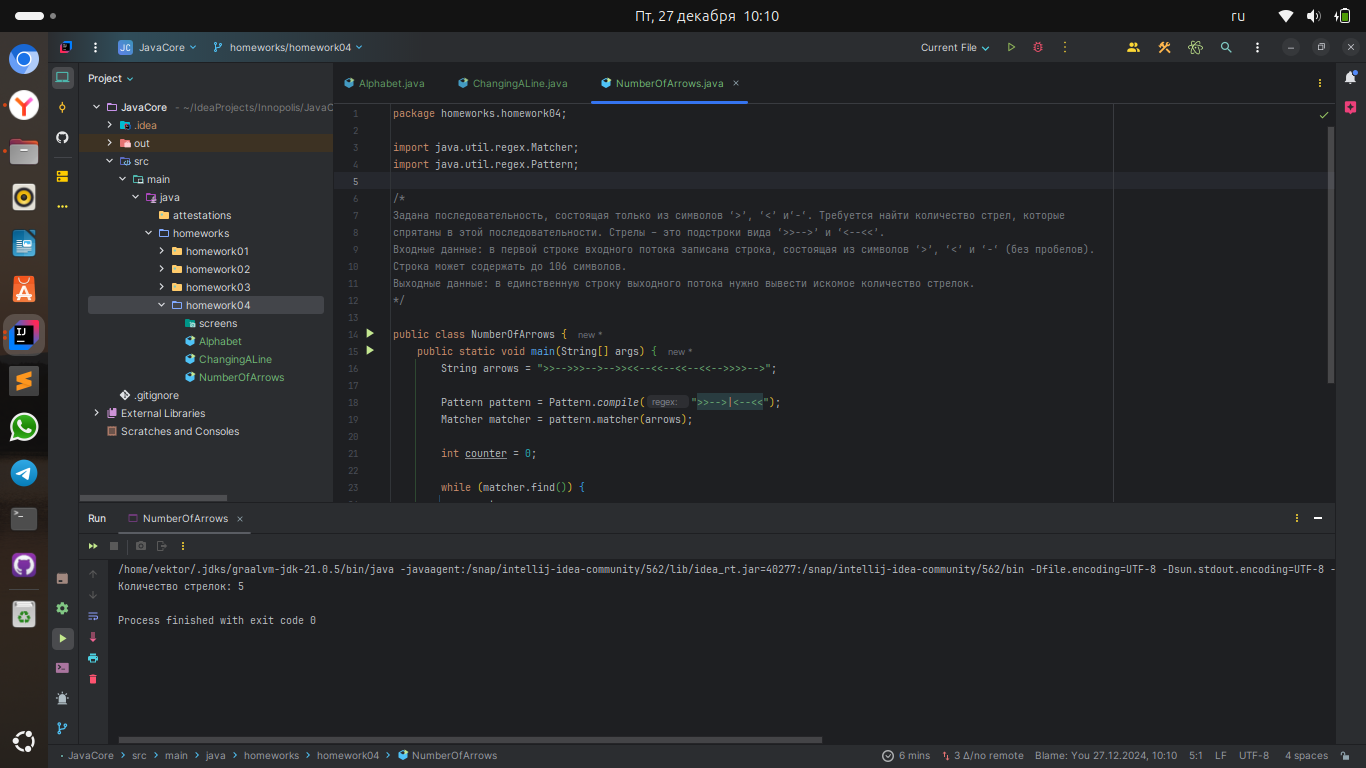 Пт, 27 декабря 10:10
ru
JC JavaCore
homeworks/homework04
Current File
Project
Alphabet.java
ChangingALine.java
NumberOfArrows.java
JavaCore ~/IdeaProjects/Innopolis/JavaC
.idea
out
src
main
java
attestations
homeworks
homework01
homework02
homework03
homework04
screens
Alphabet
ChangingALine
NumberOfArrows
.gitignore
External Libraries
Scratches and Consoles
1 package homeworks.homework04;
2
3 import java.util.regex.Matcher;
4 import java.util.regex.Pattern;
5
6 /*
7 Задана последовательность, состоящая только из символов ‘>’, ‘<’ и‘-’. Требуется найти количество стрел, которые
8 спрятаны в этой последовательности. Стрелы – это подстроки вида ‘>>-->’ и ‘<--<<’.
9 Входные данные: в первой строке входного потока записана строка, состоящая из символов ‘>’, ‘<’ и ‘-‘ (без пробелов).
10 Строка может содержать до 106 символов.
11 Выходные данные: в единственную строку выходного потока нужно вывести искомое количество стрелок.
12 */
13
14 public class NumberOfArrows { new *
15 public static void main(String[] args) { new *
16 String arrows = ">>-->>>-->-->><<--<<--<<--<<--<<-->>>>-->";
17
18 Pattern pattern = Pattern.compile( regex: ">>-->|<--<<");
19 Matcher matcher = pattern.matcher(arrows);
20
21 int counter = 0;
22
23 while (matcher.find()) {
Run NumberOfArrows
/home/vektor/.jdks/graalvm-jdk-21.0.5/bin/java -javaagent:/snap/intellij-idea-community/562/lib/idea_rt.jar=40277:/snap/intellij-idea-community/562/bin -Dfile.encoding=UTF-8 -Dsun.stdout.encoding=UTF-8 -
Количество стрелок: 5
Process finished with exit code 0
JavaCore > src > main > java > homeworks > homework04 > NumberOfArrows
6 mins
3 Δ/no remote
Blame: You 27.12.2024, 10:10
5:1
LF
UTF-8
4 spaces